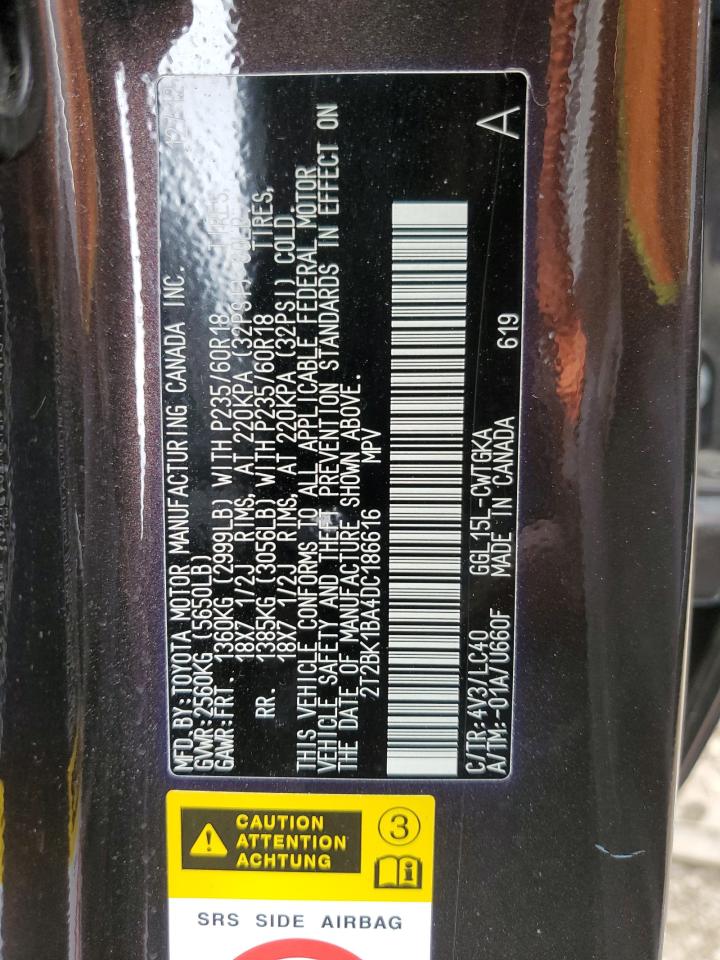 MFD.BY:TOYOTA MOTOR MANUFACTURING CANADA INC.
GVWR:2560KG (5650LB)
GAWR:FRT. 1360KG (2999LB) WITH P235/60R18 TIRES,
18X7 1/2J RIMS, AT 220KPA (32PSI) COLD
RR. 1385KG (3056LB) WITH P235/60R18 TIRES,
18X7 1/2J RIMS, AT 220KPA (32PSI) COLD.
THIS VEHICLE CONFORMS TO ALL APPLICABLE FEDERAL MOTOR
VEHICLE SAFETY AND THEFT PREVENTION STANDARDS IN EFFECT ON
THE DATE OF MANUFACTURE SHOWN ABOVE.
2T2BK1BA4DC186616 MPV
A
C/TR:4V3/LC40 GGL15L-CWTGKA 619
A/TM:-01A/U660F MADE IN CANADA
CAUTION
ATTENTION
ACHTUNG
3
SRS SIDE AIRBAG